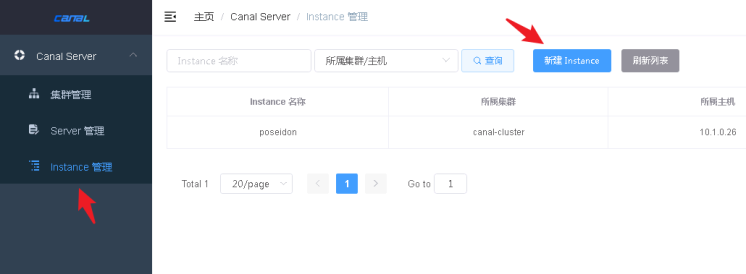 canal
主页 / Canal Server / Instance 管理
Canal Server
集群管理
Server 管理
Instance 管理
Instance 名称 所属集群/主机 查询 新建 Instance 刷新列表
Instance 名称 所属集群 所属主机
poseidon canal-cluster 10.1.0.26
Total 1 20/page 1 Go to 1